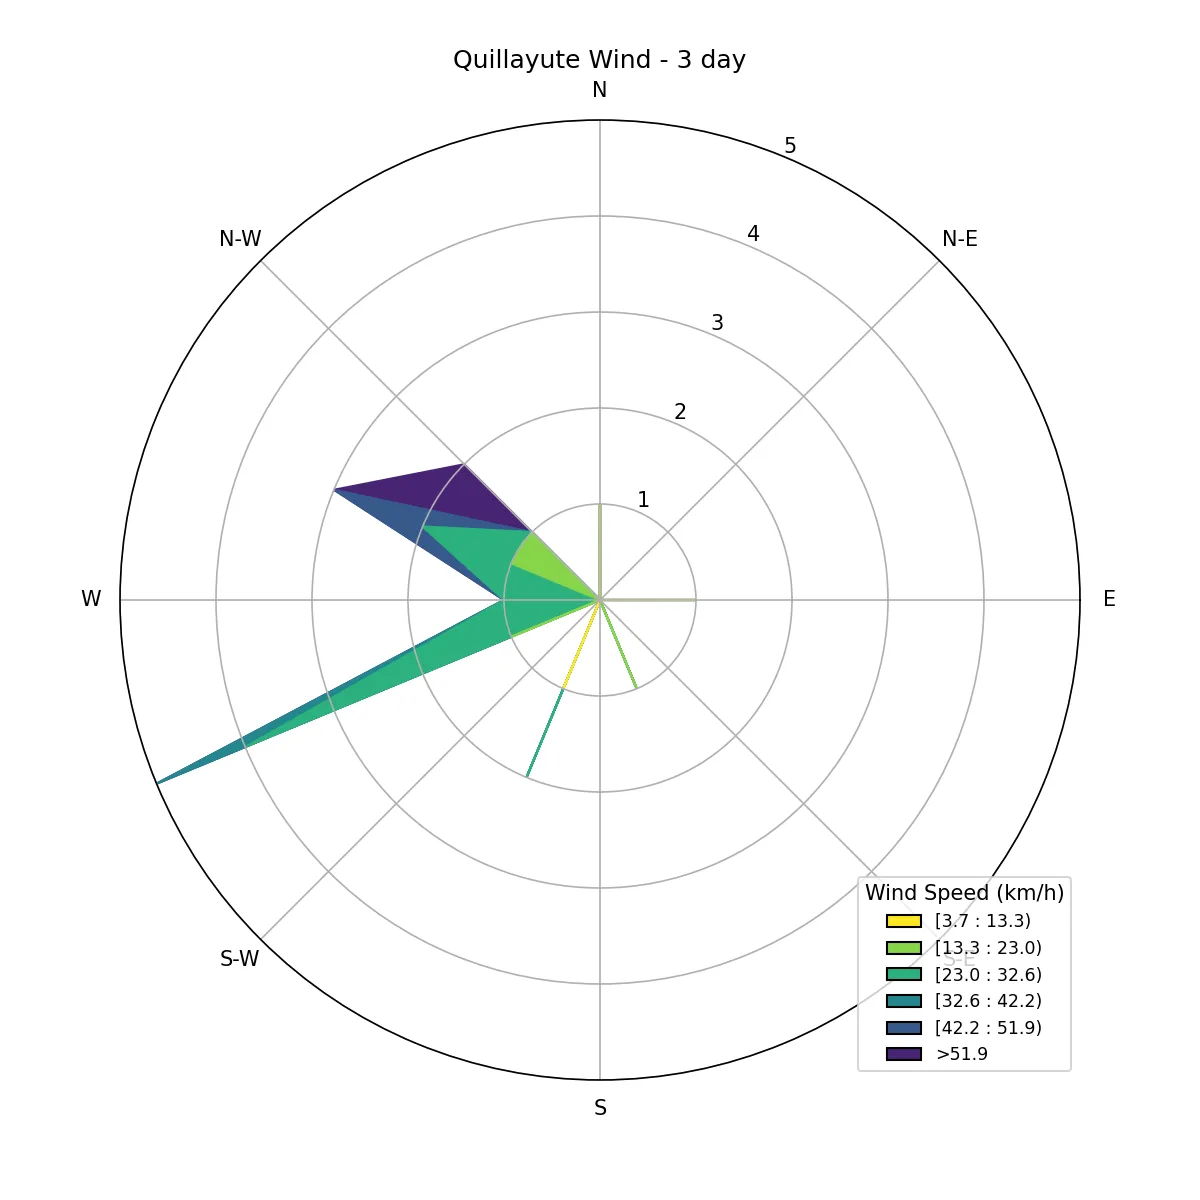 Quillayute Wind - 3 day
N
5
N-W
4
N-E
3
2
1
W
E
S-W
S-E
S
Wind Speed (km/h)
[3.7 : 13.3)
[13.3 : 23.0)
[23.0 : 32.6)
[32.6 : 42.2)
[42.2 : 51.9)
>51.9